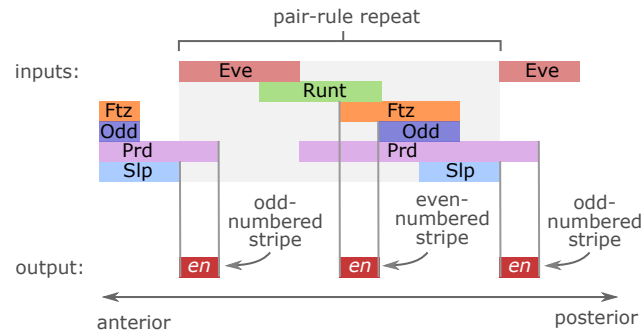 pair-rule repeat
inputs:
Eve
Eve
Runt
Ftz
Ftz
Odd
Odd
Prd
Prd
Slp
Slp
odd-
numbered
stripe
even-
numbered
stripe
odd-
numbered
stripe
output:
en
en
en
anterior
posterior